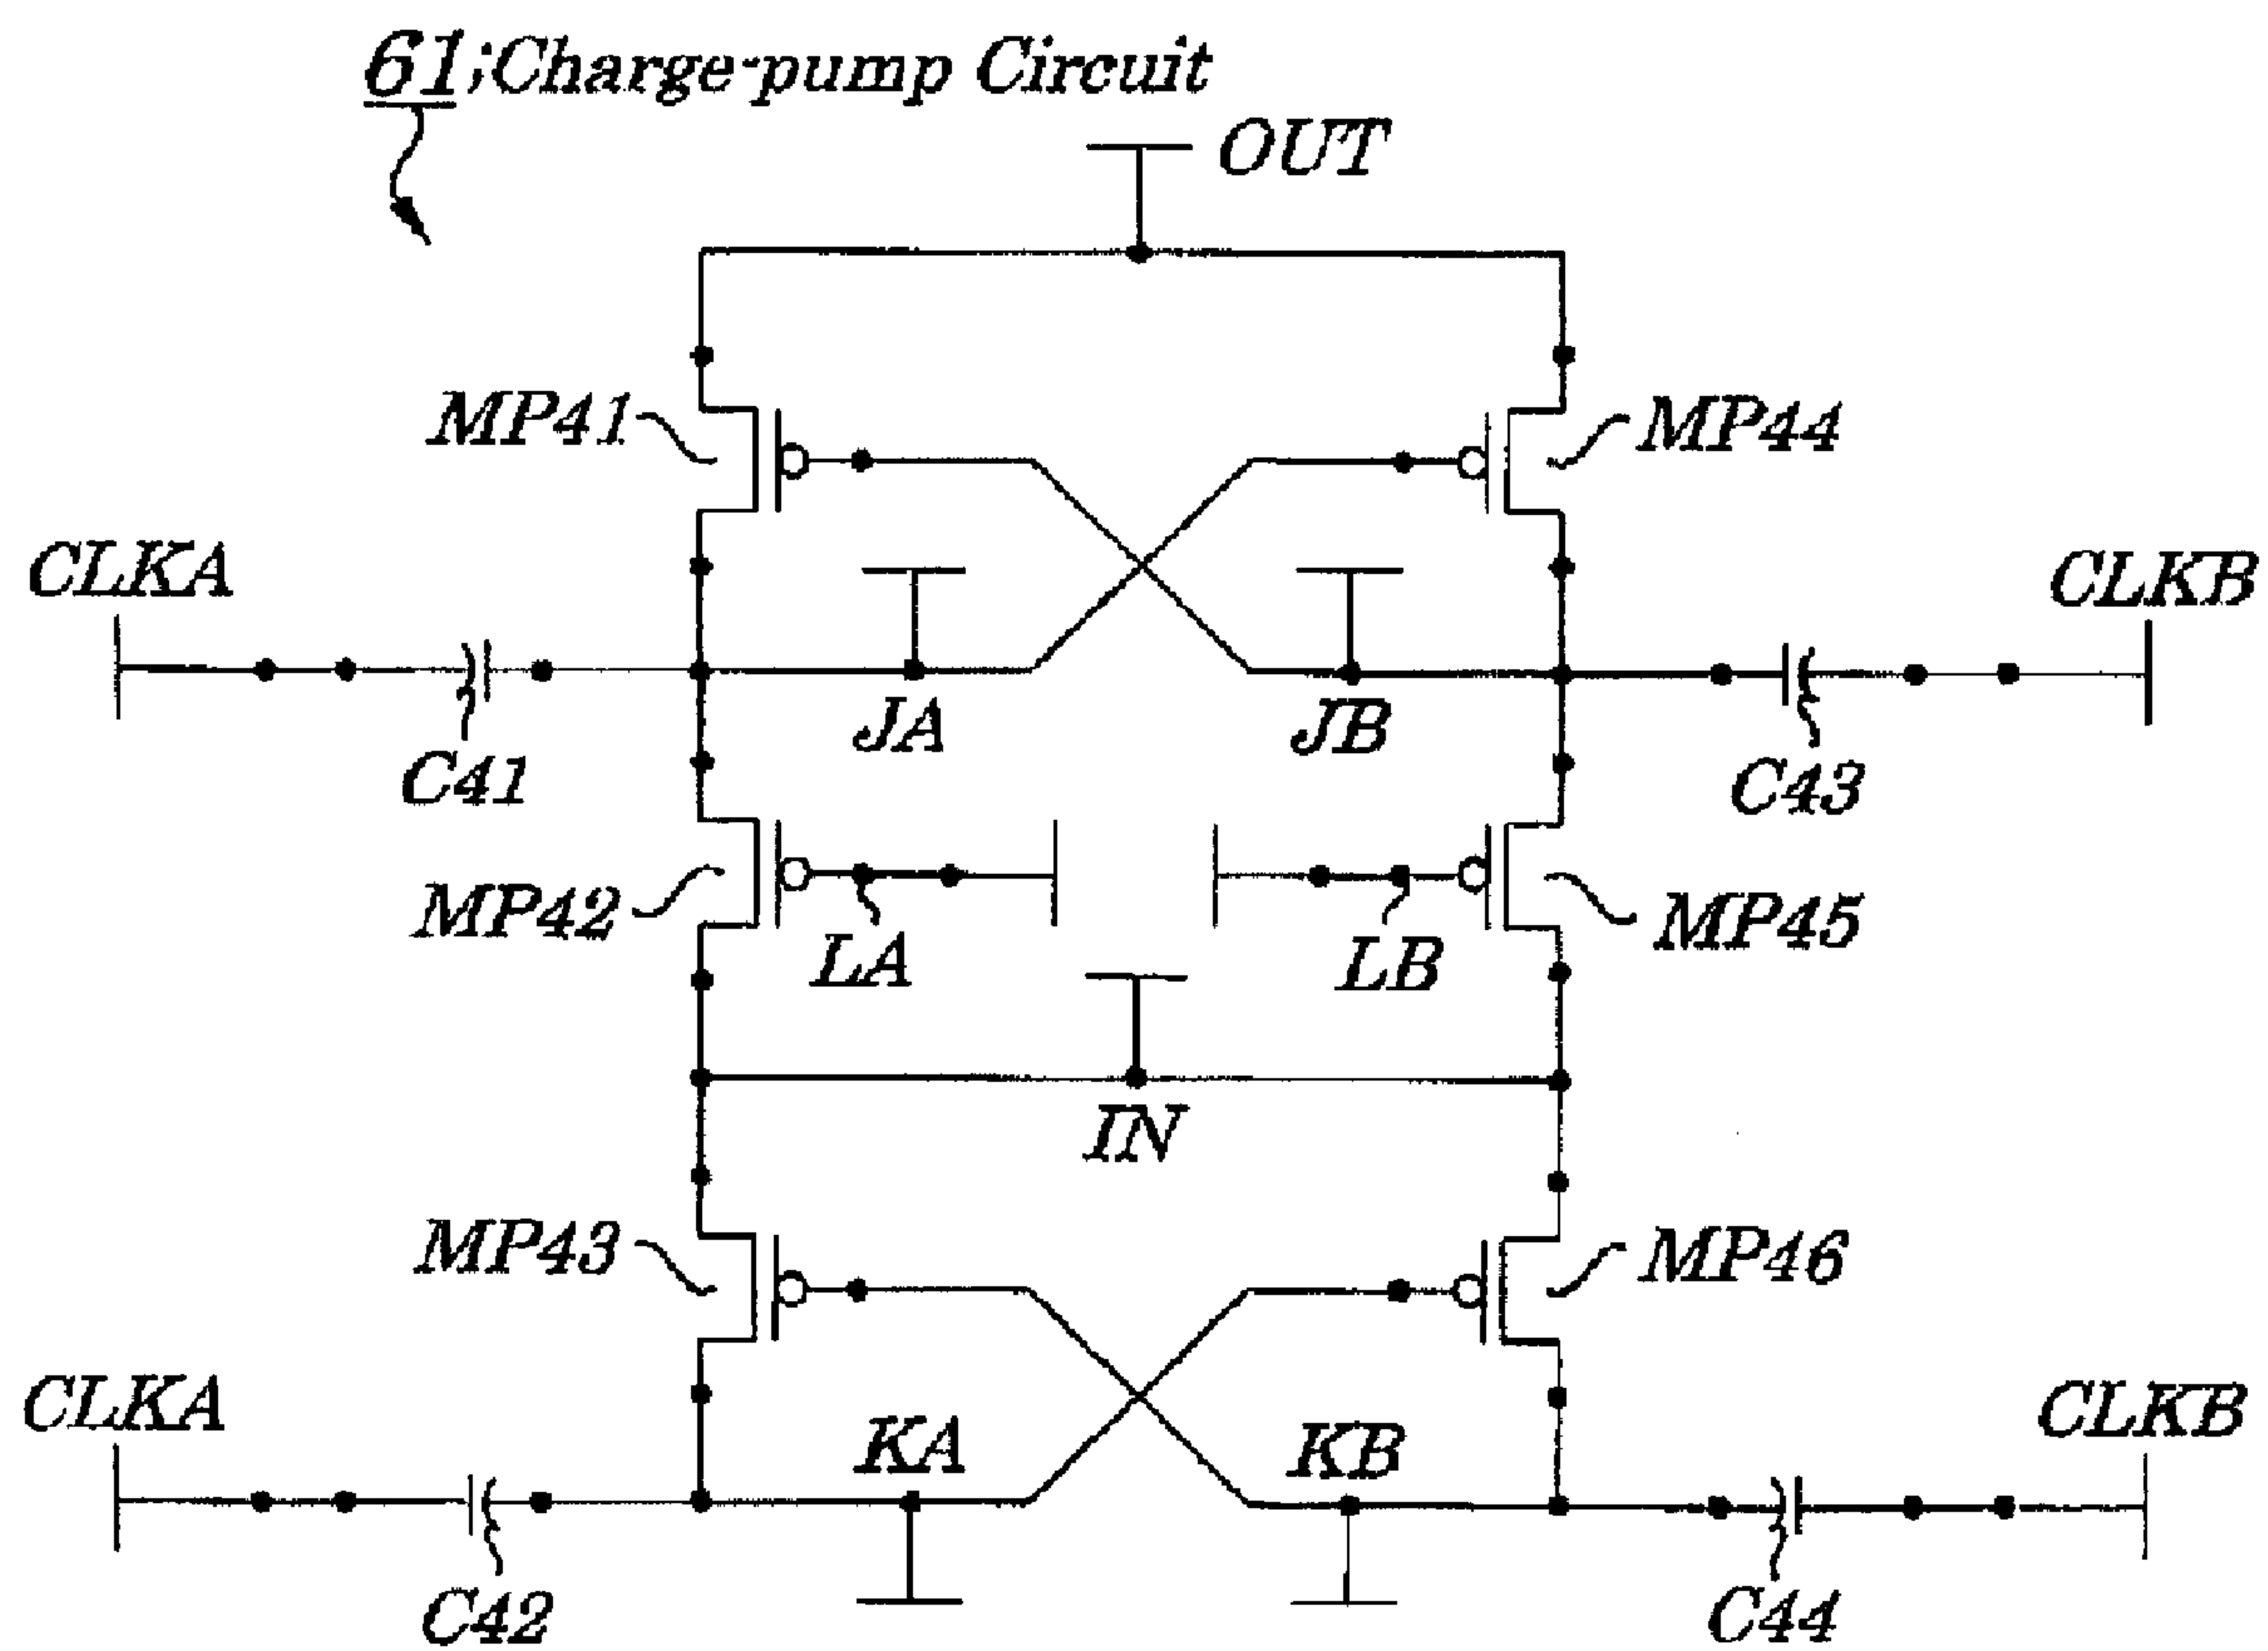 61;Charge-pump Circuit
OUT
MP41
MP44
CLKA
CLKB
JA
JB
C41
C43
MP42
MP45
LA
LB
IN
MP43
MP46
CLKA
KA
KB
CLKB
C42
C44